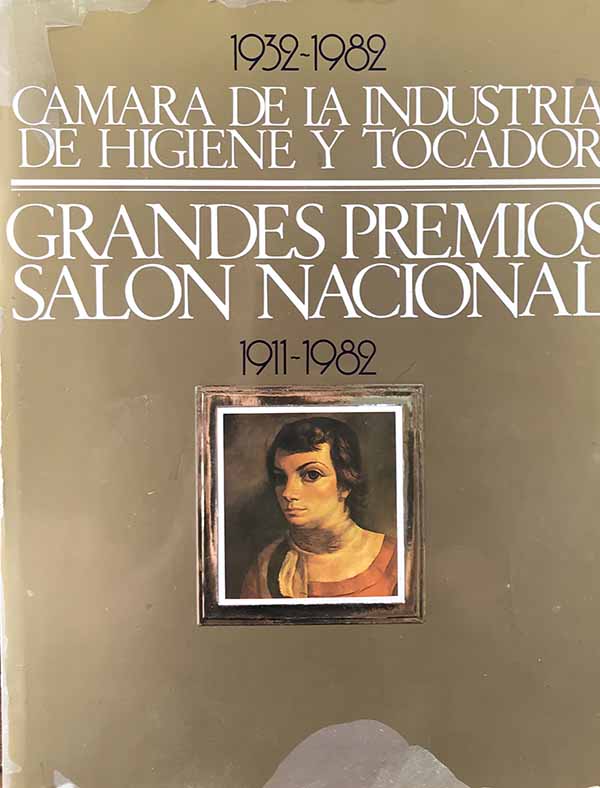 1932-1982
CAMARA DE LA INDUSTRIA
DE HIGIENE Y TOCADOR
GRANDES PREMIOS
SALON NACIONAL
1911-1982